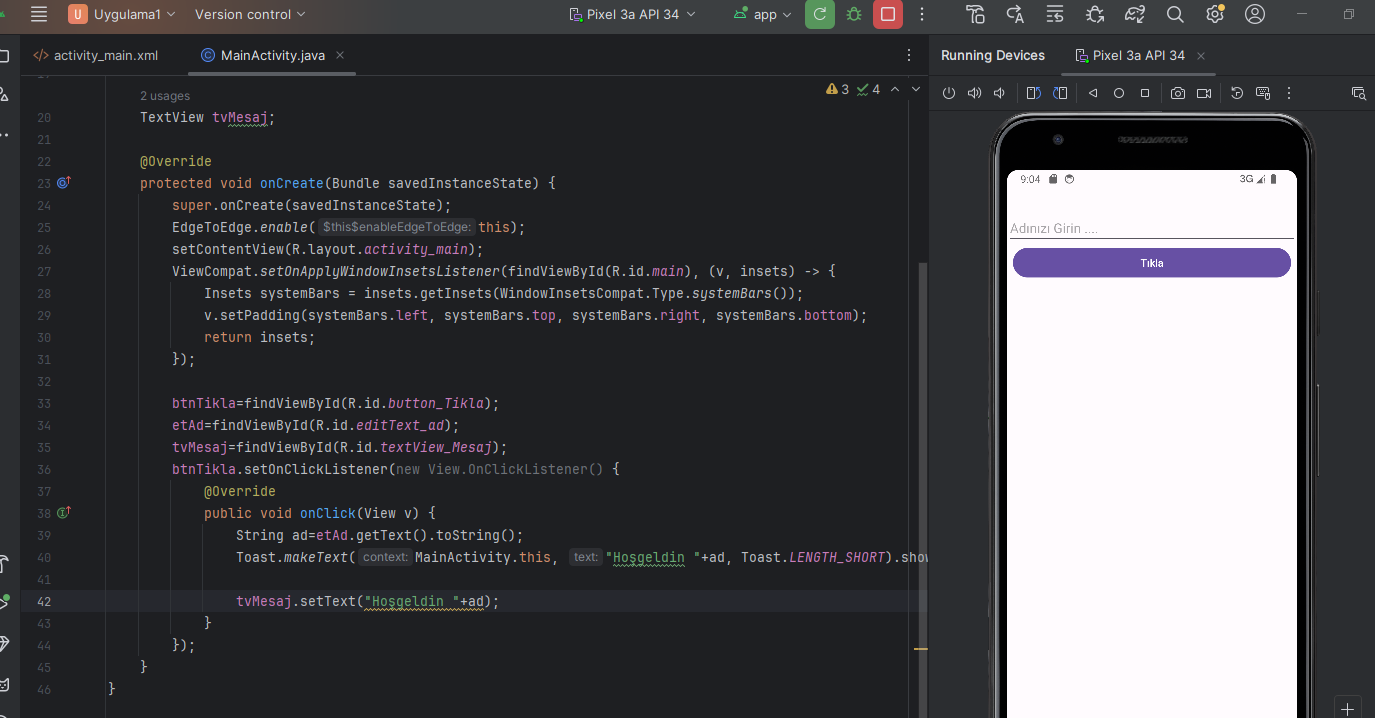 U Uygulama1 Version control Pixel 3a API 34 app
activity_main.xml MainActivity.java Running Devices Pixel 3a API 34
2 usages 3 4
20 TextView tvMesaj;
21
22 @Override
23 protected void onCreate(Bundle savedInstanceState) {
24 super.onCreate(savedInstanceState);
25 EdgeToEdge.enable( $this$enableEdgeToEdge: this);
26 setContentView(R.layout.activity_main);
27 ViewCompat.setOnApplyWindowInsetsListener(findViewById(R.id.main), (v, insets) -> {
28 Insets systemBars = insets.getInsets(WindowInsetsCompat.Type.systemBars());
29 v.setPadding(systemBars.left, systemBars.top, systemBars.right, systemBars.bottom);
30 return insets;
31 });
32
33 btnTikla=findViewById(R.id.button_Tikla);
34 etAd=findViewById(R.id.editText_ad);
35 tvMesaj=findViewById(R.id.textView_Mesaj);
36 btnTikla.setOnClickListener(new View.OnClickListener() {
37 @Override
38 public void onClick(View v) {
39 String ad=etAd.getText().toString();
40 Toast.makeText( context: MainActivity.this, text: "Hoşgeldin "+ad, Toast.LENGTH_SHORT).show
41
42 tvMesaj.setText("Hoşgeldin "+ad);
43 }
44 });
45 }
46 }
9:04 3G
Adınızı Girin ....
Tıkla